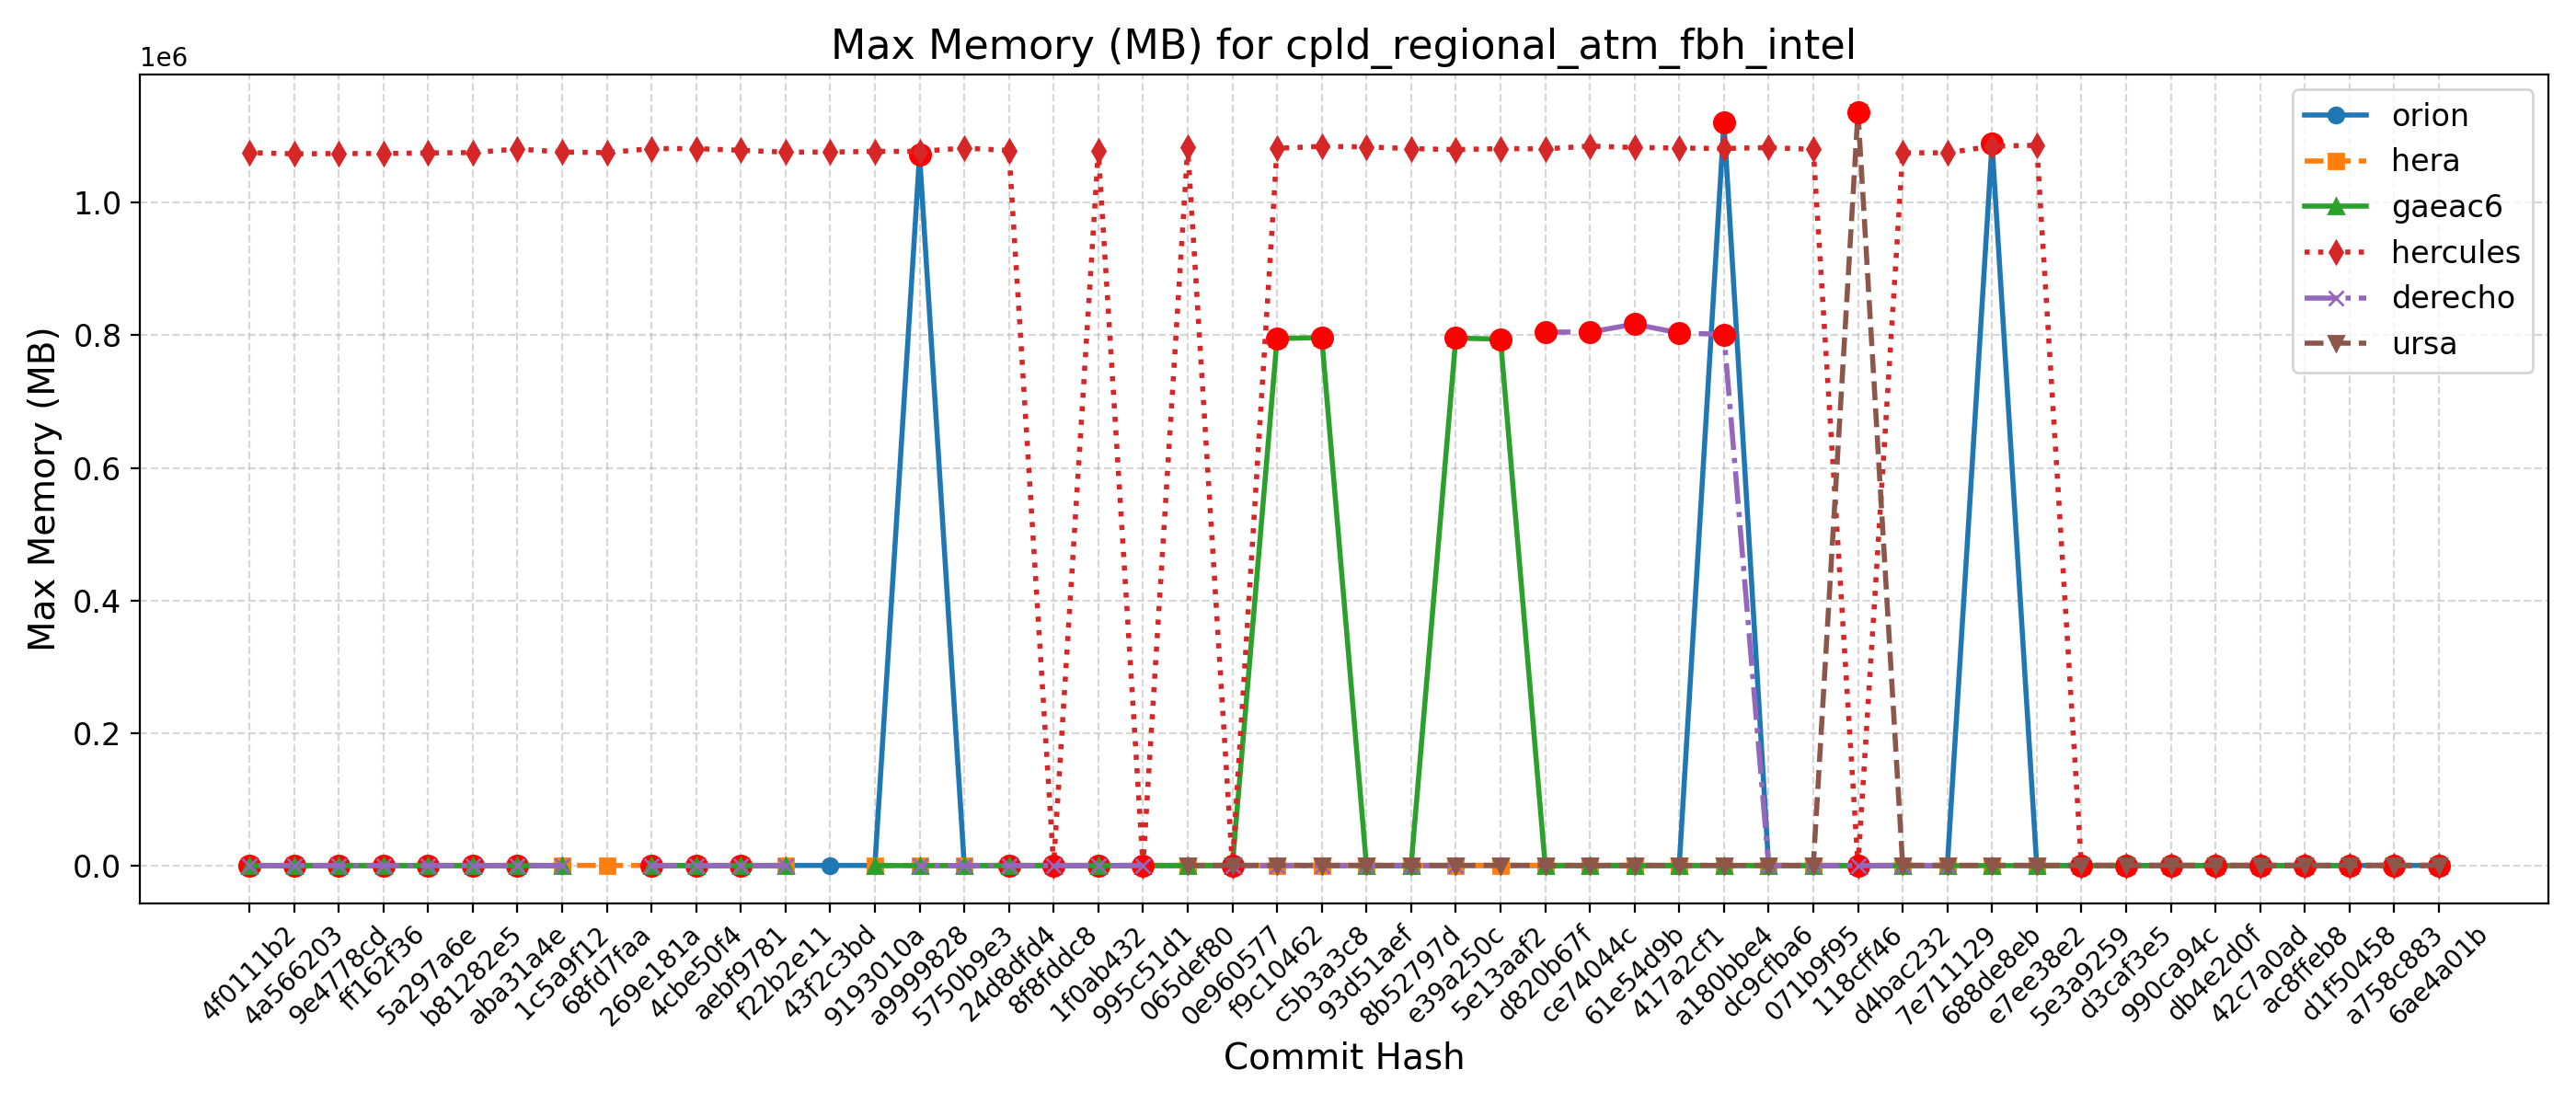 Max Memory (MB) for cpld_regional_atm_fbh_intel
1e6
1.0
0.8
0.6
0.4
0.2
0.0
Max Memory (MB)
orion
hera
gaeac6
hercules
derecho
ursa
4f0111b2
4a566203
9e4778cd
ff162f36
5a297a6e
b81282e5
aba31a4e
1c5a9f12
68fd7faa
269e181a
4cbe50f4
aebf9781
f22b2e11
43f2c3bd
9193010a
a9999828
5750b9e3
24d8dfd4
8f8fddc8
1f0ab432
995c51d1
065def80
0e960577
f9c10462
c5b3a3c8
93d51aef
8b52797d
e39a250c
5e13aaf2
d820b67f
ce74044c
61e54d9b
417a2cf1
a180bbe4
dc9cfba6
071b9f95
118cff46
d4bac232
7e711129
688de8eb
e7ee38e2
5e3a9259
d3caf3e5
990ca94c
db4e2d0f
42c7a0ad
ac8ffeb8
d1f50458
a758c883
6ae4a01b
Commit Hash